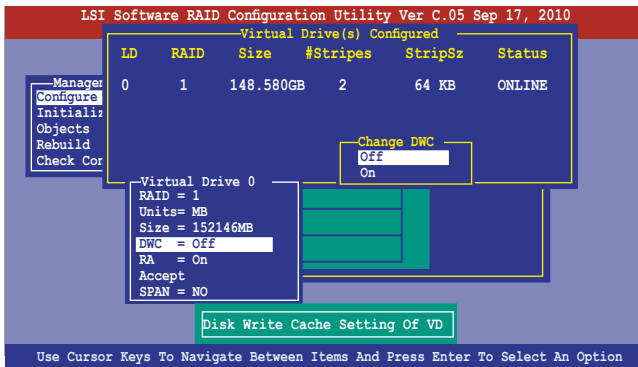 LSI Software RAID Configuration Utility Ver C.05 Sep 17, 2010
Virtual Drive(s) Configured
LD RAID Size #Stripes StripSz Status
0 1 148.580GB 2 64 KB ONLINE
Manager
Configure
Initializ
Objects
Rebuild
Check Con
Change DWC
Off
On
Virtual Drive 0
RAID = 1
Units= MB
Size = 152146MB
DWC = Off
RA = On
Accept
SPAN = NO
Disk Write Cache Setting Of VD
Use Cursor Keys To Navigate Between Items And Press Enter To Select An Option